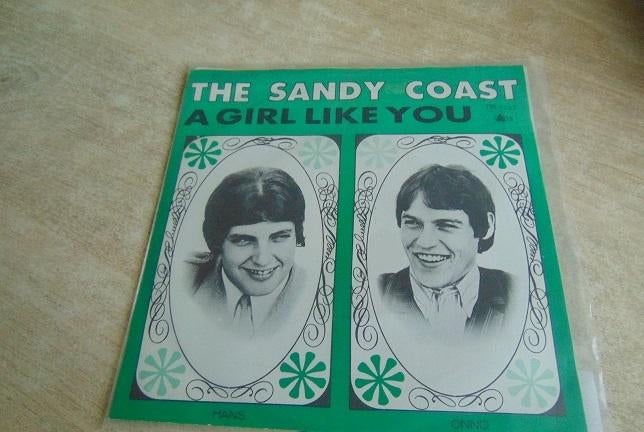 THE SANDY COAST
A GIRL LIKE YOU
HANS
ONNO